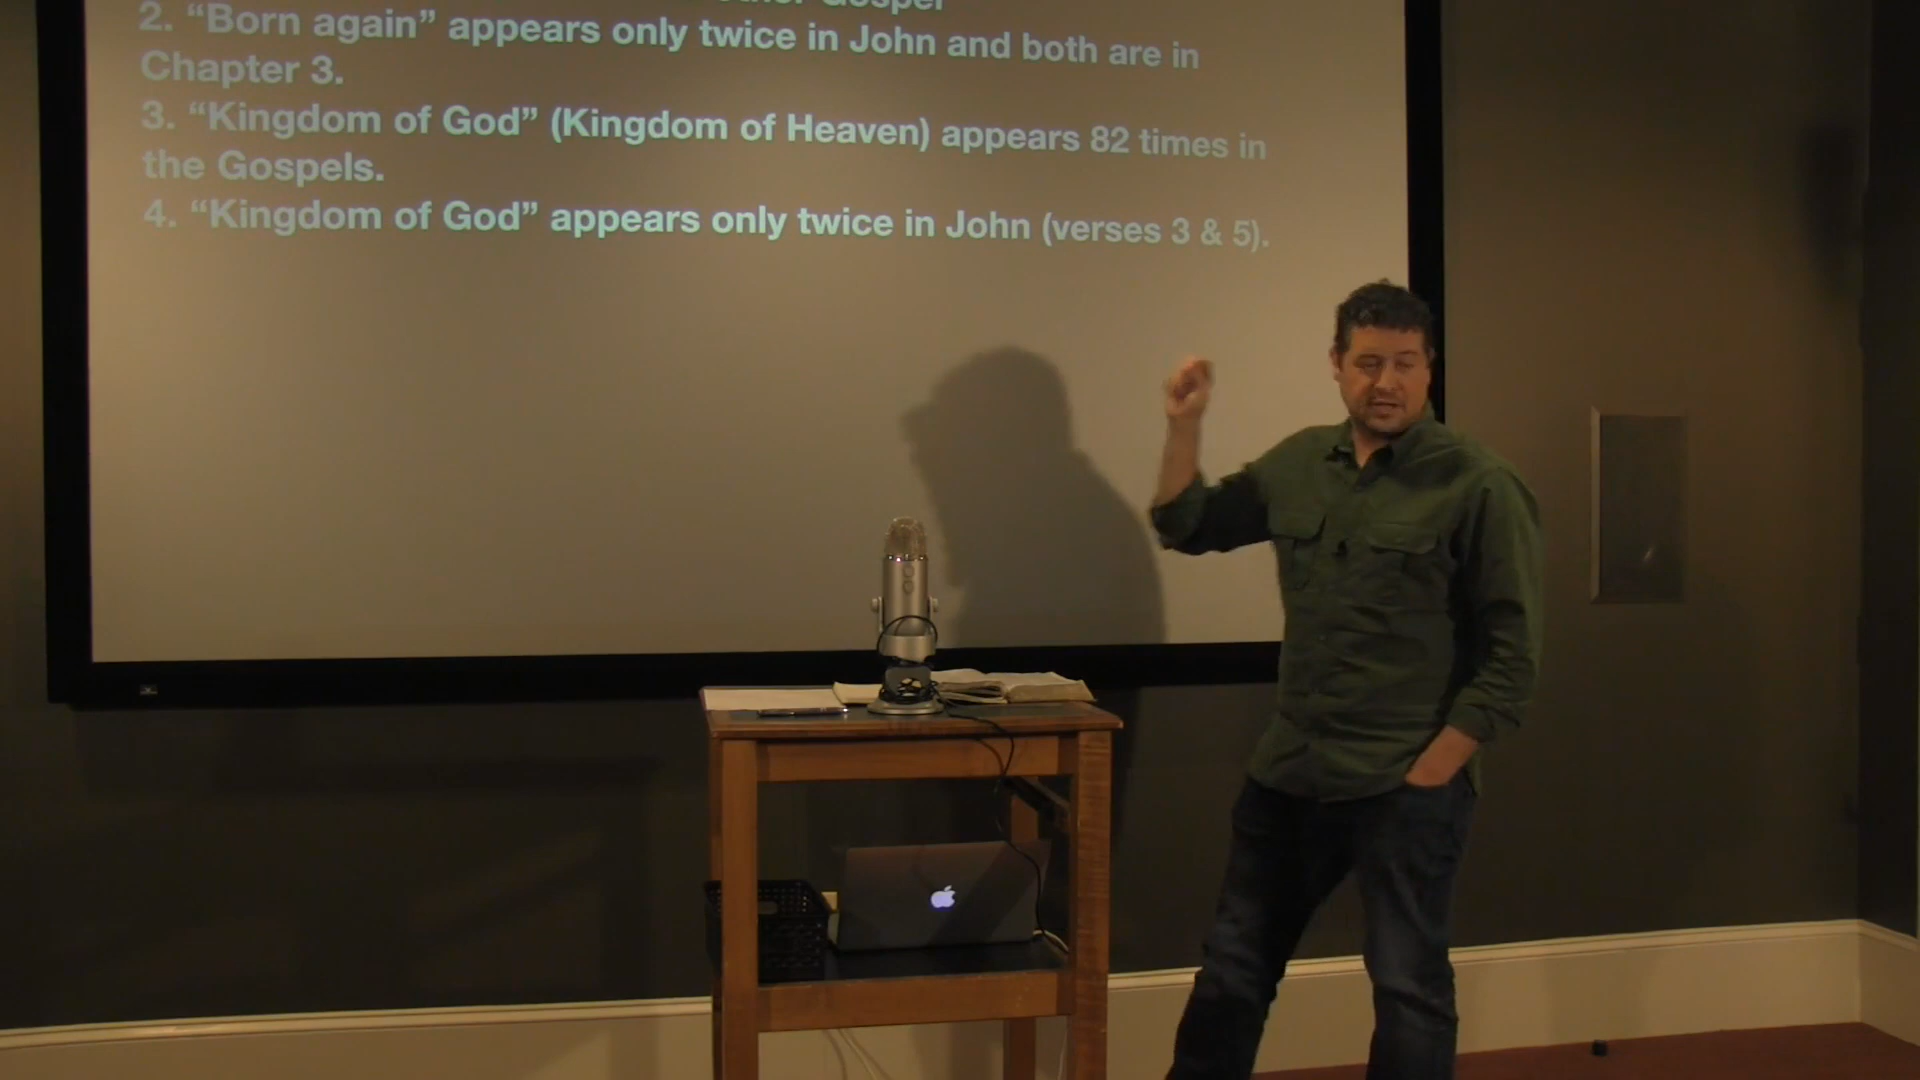 Gospel
2. “Born again” appears only twice in John and both are in
Chapter 3.
3. “Kingdom of God” (Kingdom of Heaven) appears 82 times in
the Gospels.
4. “Kingdom of God” appears only twice in John (verses 3 & 5).